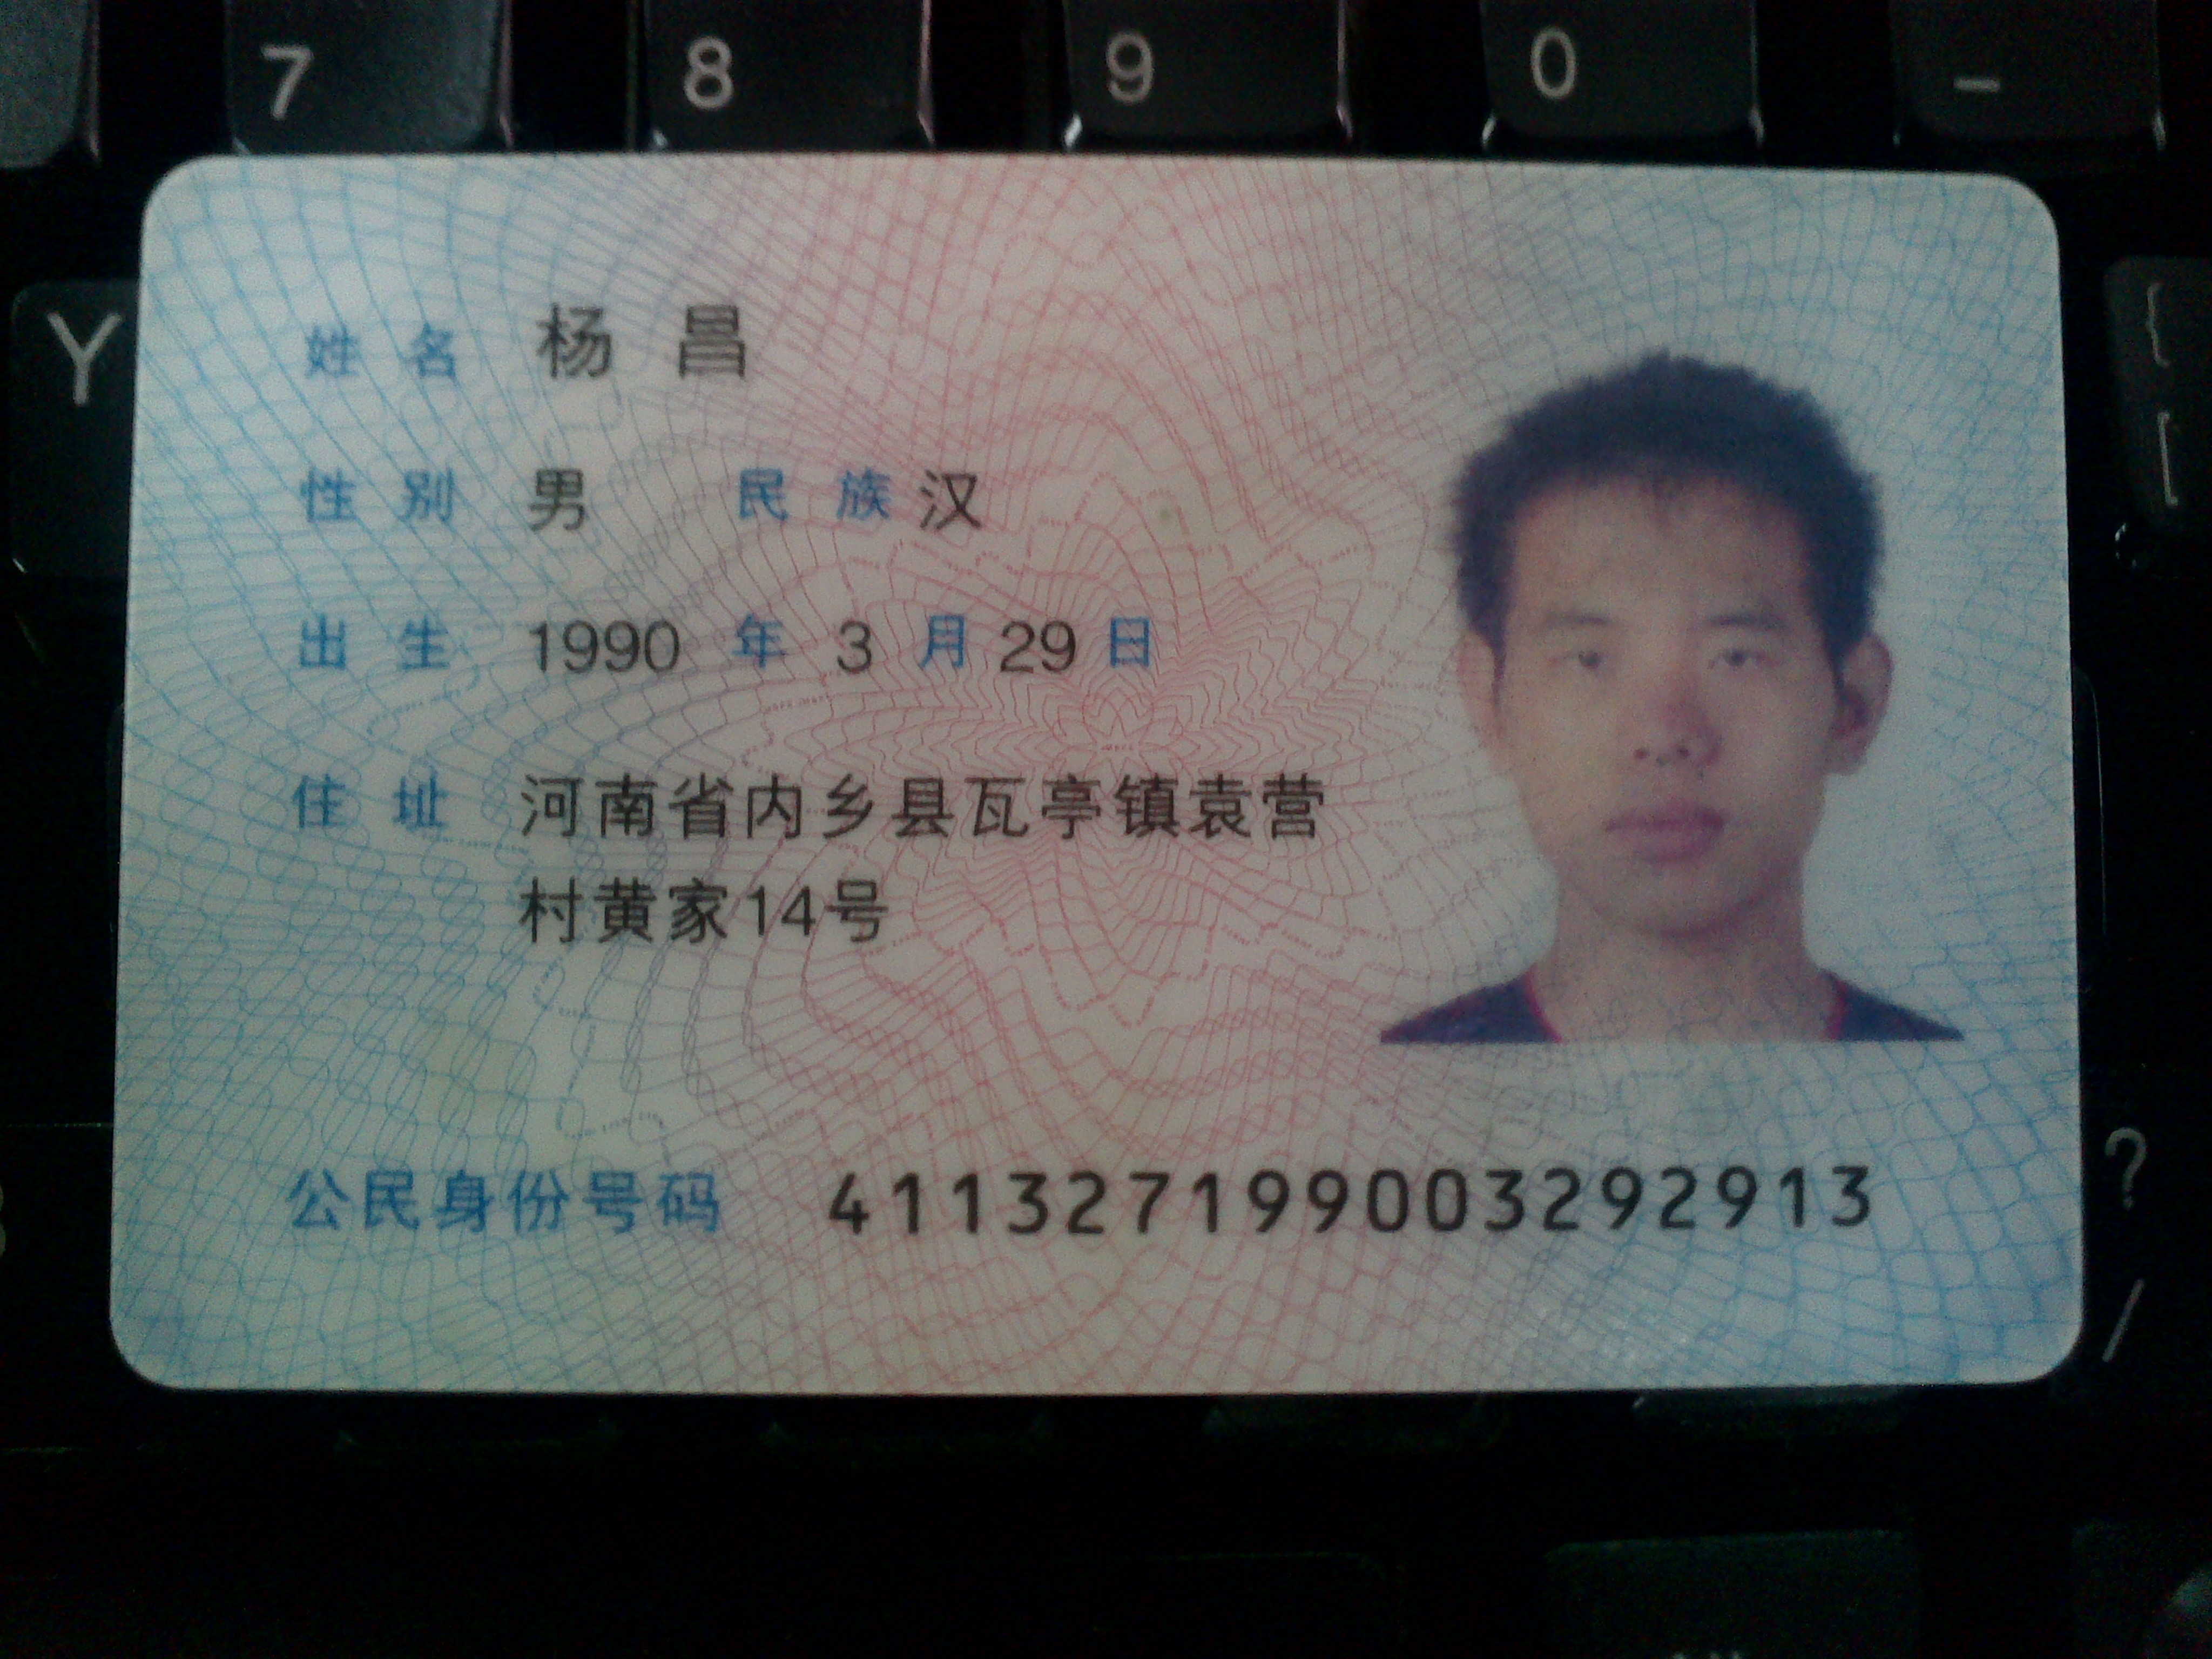 7 8 9 0 _
Y
{
[
姓名 杨昌
性别 男 民族 汉
出生 1990 年 3 月 29 日
住址 河南省内乡县瓦亭镇袁营
村黄家14号
公民身份号码 411327199003292913
?
/